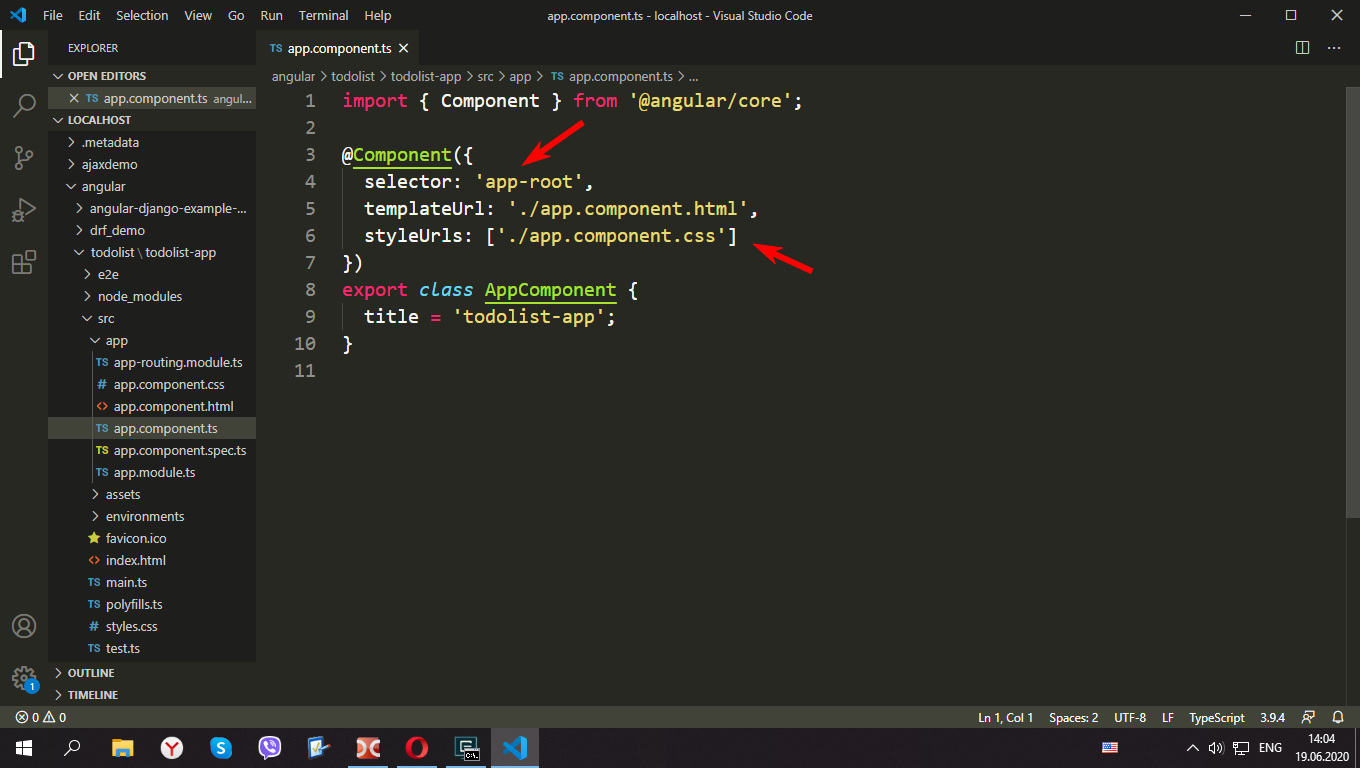 File Edit Selection View Go Run Terminal Help
app.component.ts - localhost - Visual Studio Code
EXPLORER
OPEN EDITORS
TS app.component.ts angul...
LOCALHOST
.metadata
ajaxdemo
angular
angular-django-example-...
drf_demo
todolist \ todolist-app
e2e
node_modules
src
app
TS app-routing.module.ts
# app.component.css
<> app.component.html
TS app.component.ts
TS app.component.spec.ts
TS app.module.ts
assets
environments
favicon.ico
<> index.html
TS main.ts
TS polyfills.ts
# styles.css
TS test.ts
OUTLINE
TIMELINE
1
TS app.component.ts
angular > todolist > todolist-app > src > app > TS app.component.ts > ...
1 import { Component } from '@angular/core';
2
3 @Component({
4 selector: 'app-root',
5 templateUrl: './app.component.html',
6 styleUrls: ['./app.component.css']
7 })
8 export class AppComponent {
9 title = 'todolist-app';
10 }
11
0 0
Ln 1, Col 1 Spaces: 2 UTF-8 LF TypeScript 3.9.4
C:\.
ENG
14:04
19.06.2020